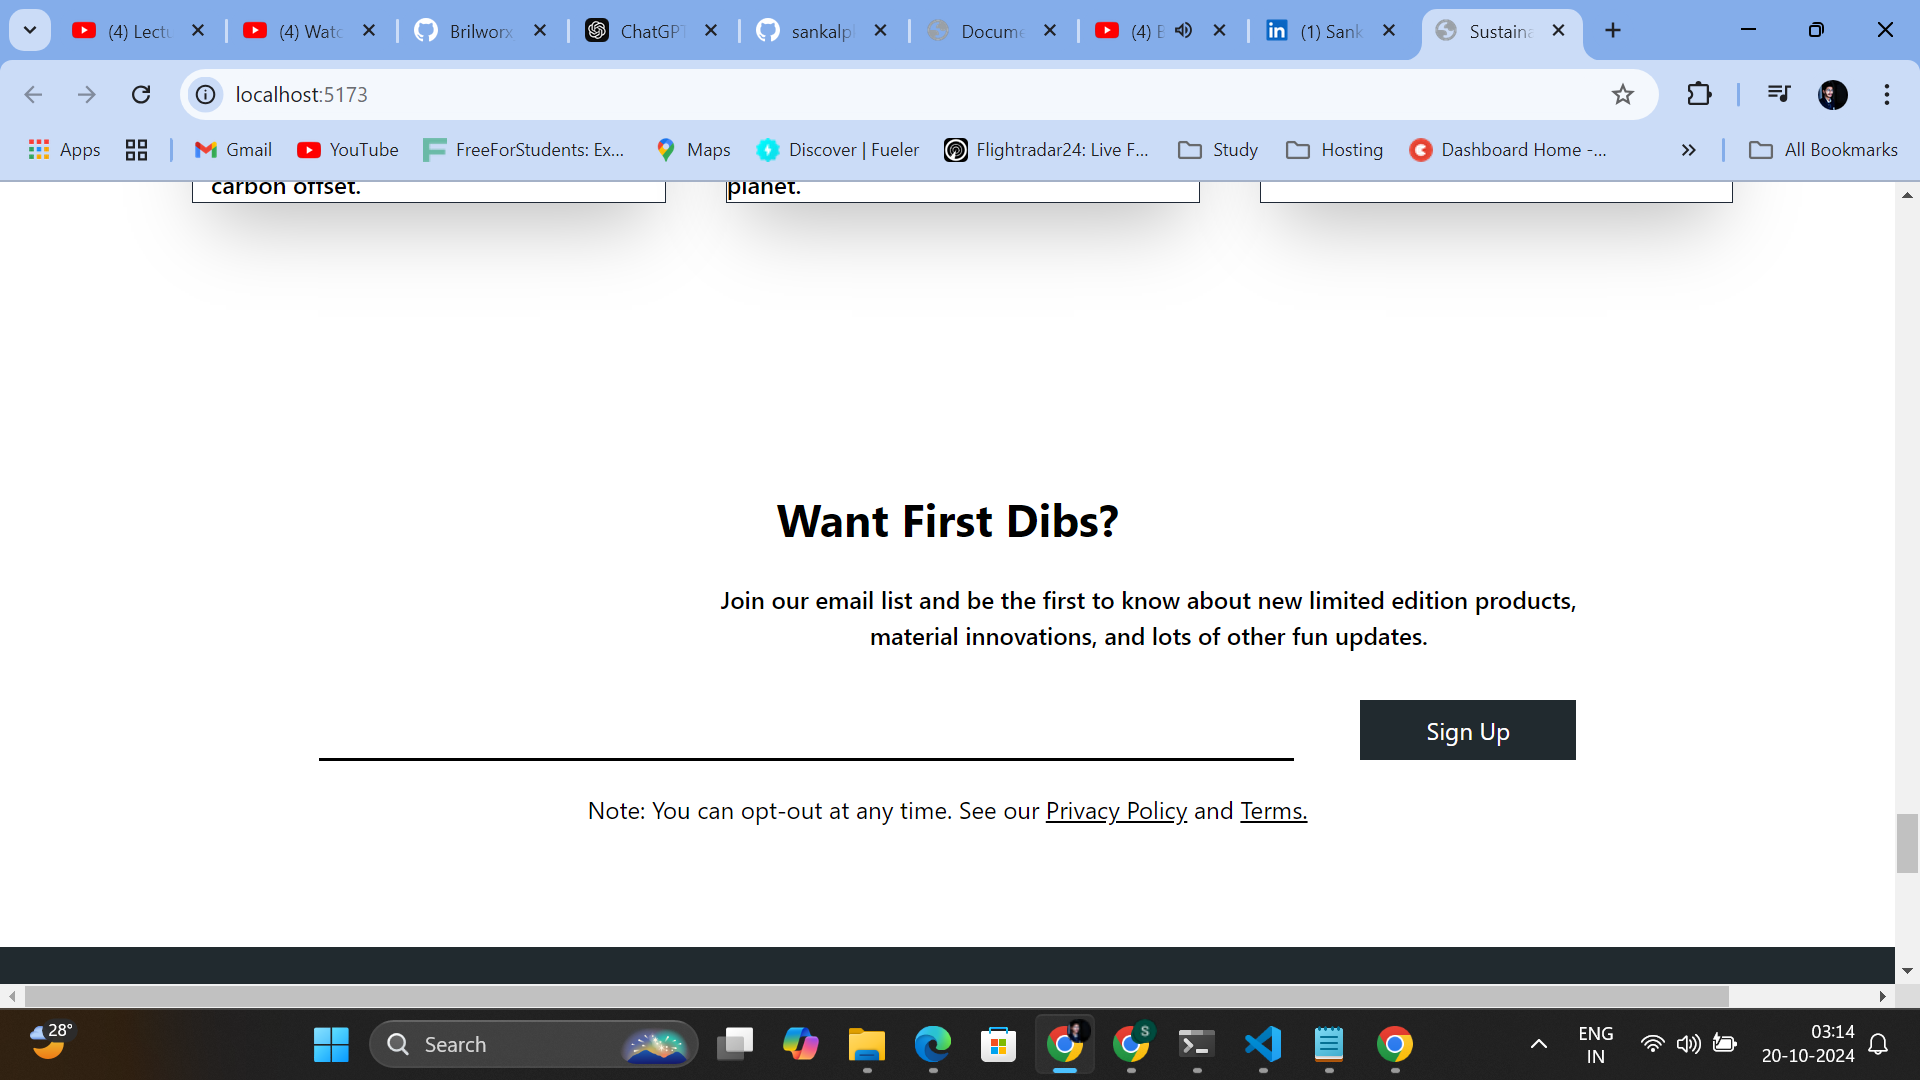 (4) Lectu
(4) Watc
Brilworx
ChatGPT
sankalp
Docume
(4) E
(1) Sank
Sustaina
localhost:5173
Apps
Gmail
YouTube
FreeForStudents: Ex...
Maps
Discover | Fueler
Flightradar24: Live F...
Study
Hosting
Dashboard Home -...
All Bookmarks
carbon offset.
planet.
Want First Dibs?
Join our email list and be the first to know about new limited edition products,
material innovations, and lots of other fun updates.
Sign Up
Note: You can opt-out at any time. See our Privacy Policy and Terms.
28°
Search
S
ENG
IN
03:14
20-10-2024